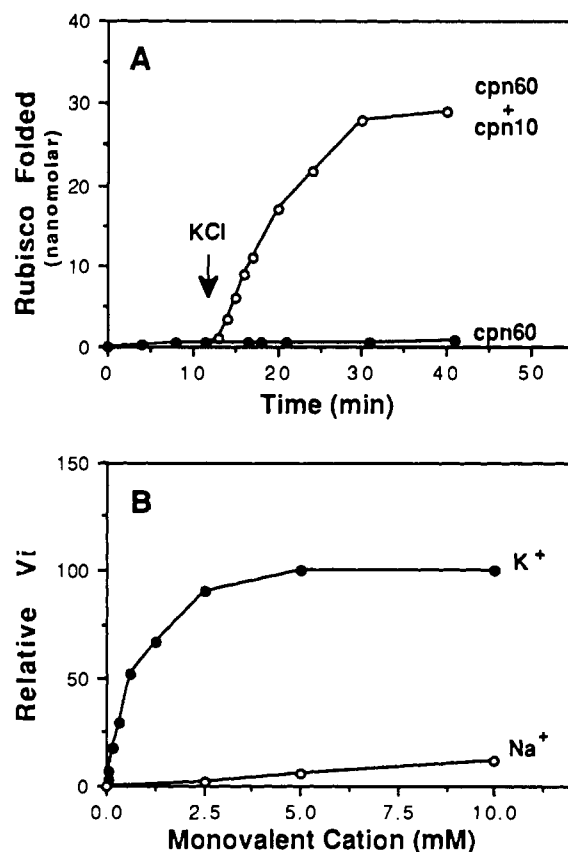 A
40
30
20
10
0
Rubisco Folded
(nanomolar)
KCl
cpn60
+
cpn10
cpn60
0 10 20 30 40 50
Time (min)
B
150
100
50
0
Relative Vi
K+
Na+
0.0 2.5 5.0 7.5 10.0
Monovalent Cation (mM)